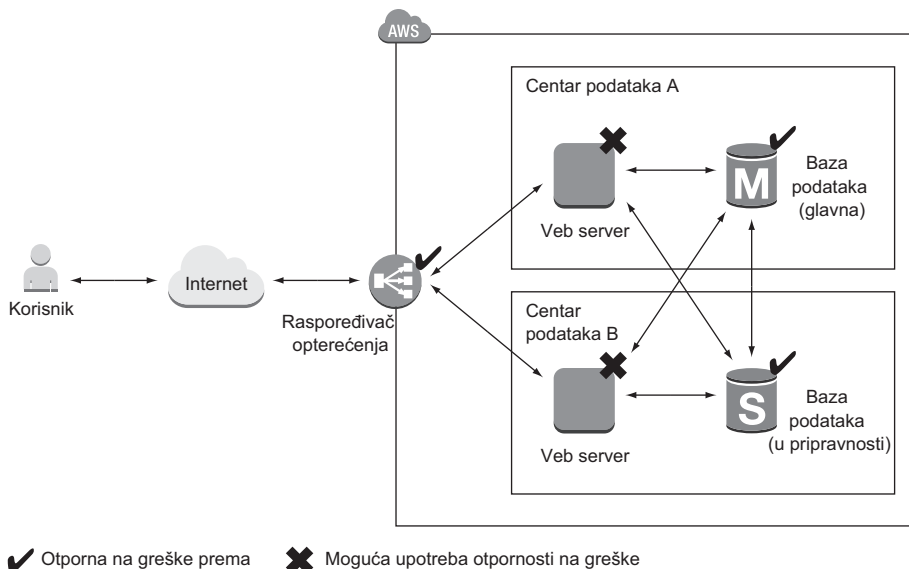 AWS
Centar podataka A
Veb server
M
Baza
podataka
(glavna)
Korisnik
Internet
Raspoređivač
opterećenja
Centar
podataka B
Veb server
S
Baza
podataka
(u pripravnosti)
Otporna na greške prema
Moguća upotreba otpornosti na greške